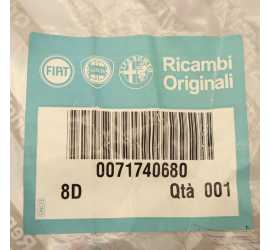 FIAT
Ricambi
Originali
0071740680
8D Qtà 001